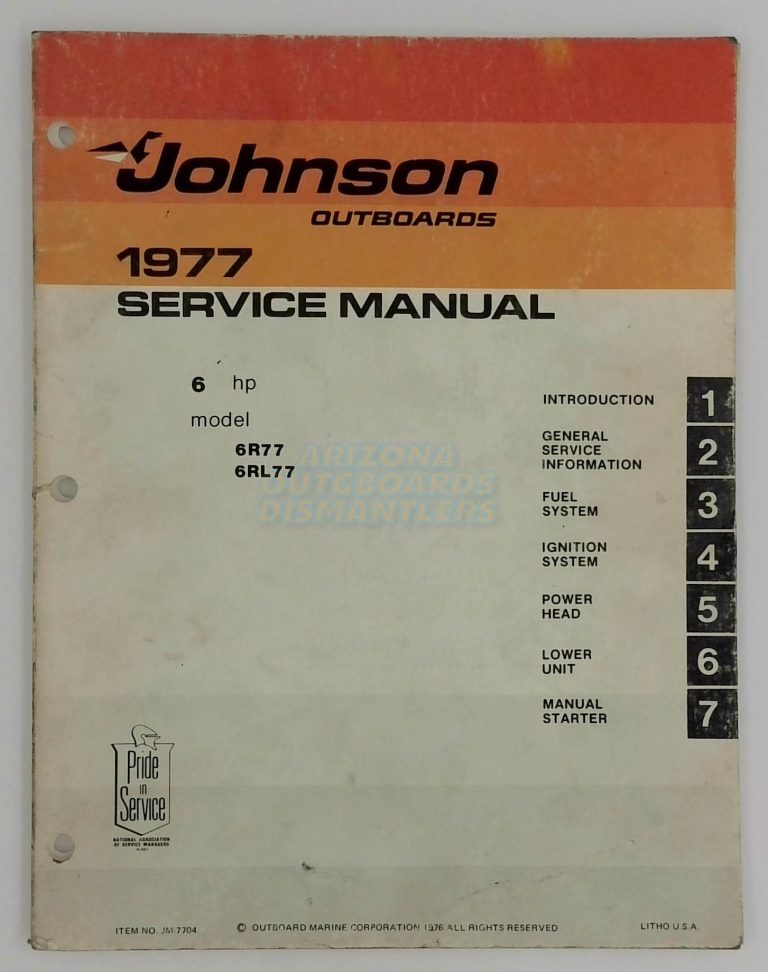 Johnson
OUTBOARDS
1977
SERVICE MANUAL
6 hp
model
6R77
6RL77
ARIZONA
OUTGBOARDS
DISMANTLERS
INTRODUCTION 1
GENERAL
SERVICE
INFORMATION 2
FUEL
SYSTEM 3
IGNITION
SYSTEM 4
POWER
HEAD 5
LOWER
UNIT 6
MANUAL
STARTER 7
Pride
in
Service
NATIONAL ASSOCIATION
OF SERVICE MANAGERS
ITEM NO. JM-7704
© OUTBOARD MARINE CORPORATION 1976 ALL RIGHTS RESERVED
LITHO U.S.A.